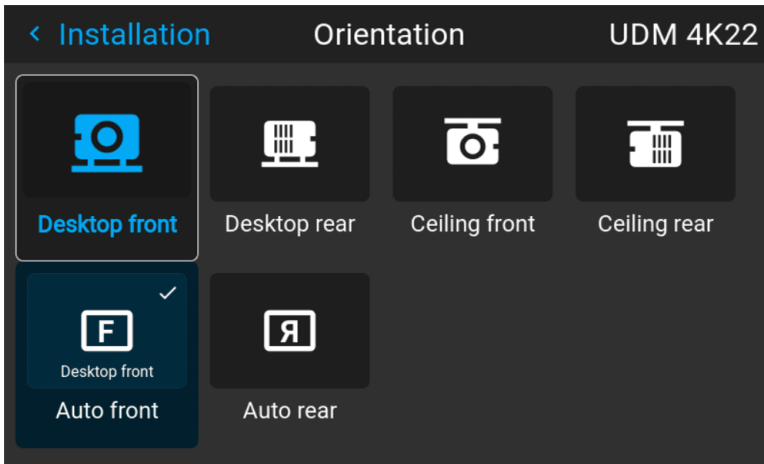 < Installation Orientation UDM 4K22
Desktop front Desktop rear Ceiling front Ceiling rear
F Я
Desktop front
Auto front Auto rear